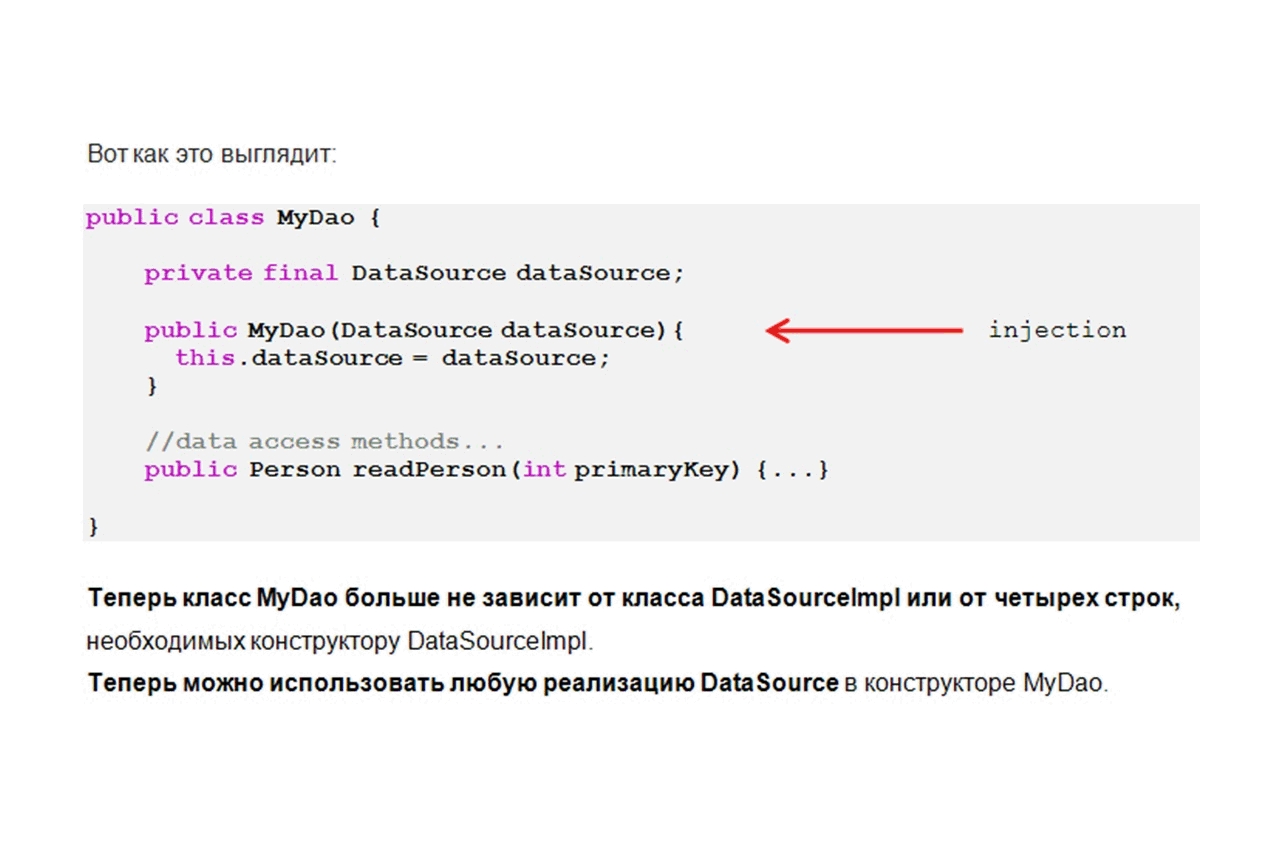 Вот как это выглядит:
public class MyDao {
private final DataSource dataSource;
public MyDao(DataSource dataSource){ injection
this.dataSource = dataSource;
}
//data access methods...
public Person readPerson(int primaryKey) {...}
}
Теперь класс MyDao больше не зависит от класса DataSourceImpl или от четырех строк,
необходимых конструктору DataSourceImpl.
Теперь можно использовать любую реализацию DataSource в конструкторе MyDao.